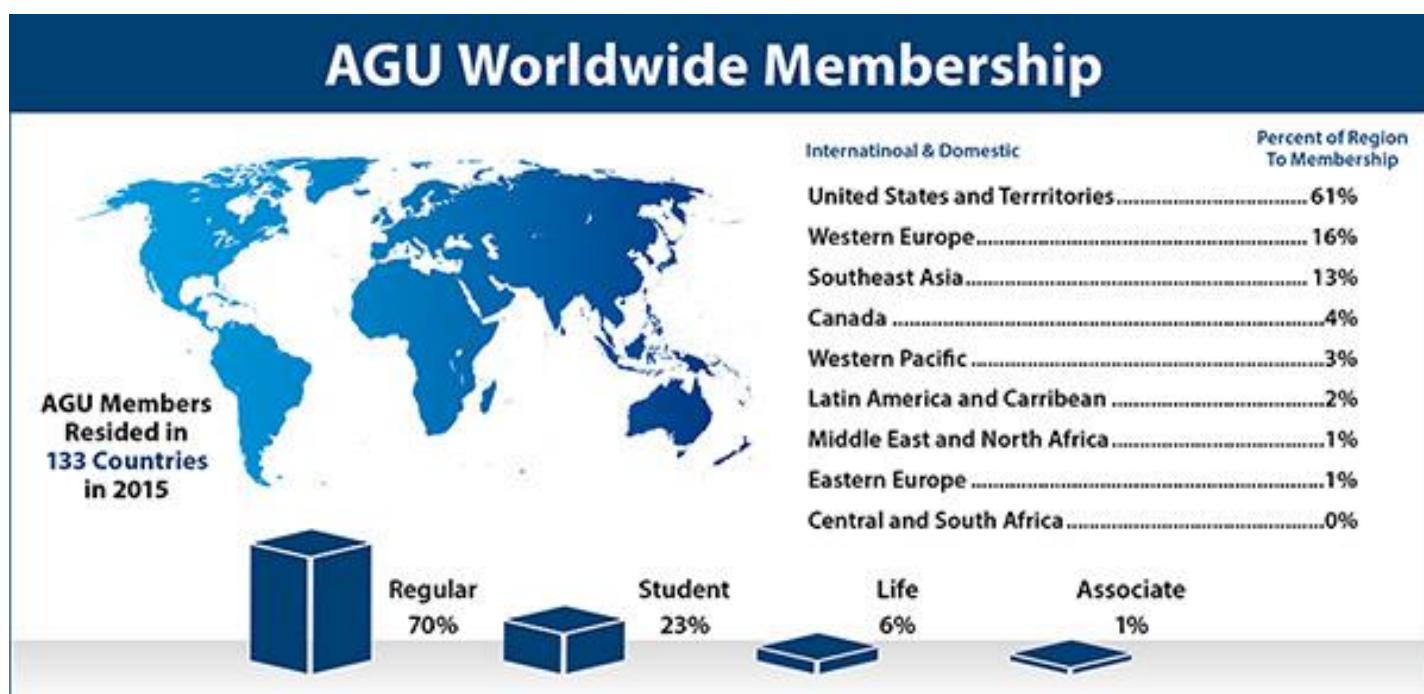 AGU Worldwide Membership
Internatinoal & Domestic
Percent of Region
To Membership
United States and Terrritories 61%
Western Europe 16%
Southeast Asia 13%
Canada 4%
Western Pacific 3%
Latin America and Carribean 2%
Middle East and North Africa 1%
Eastern Europe 1%
Central and South Africa 0%
AGU Members
Resided in
133 Countries
in 2015
Regular
70%
Student
23%
Life
6%
Associate
1%